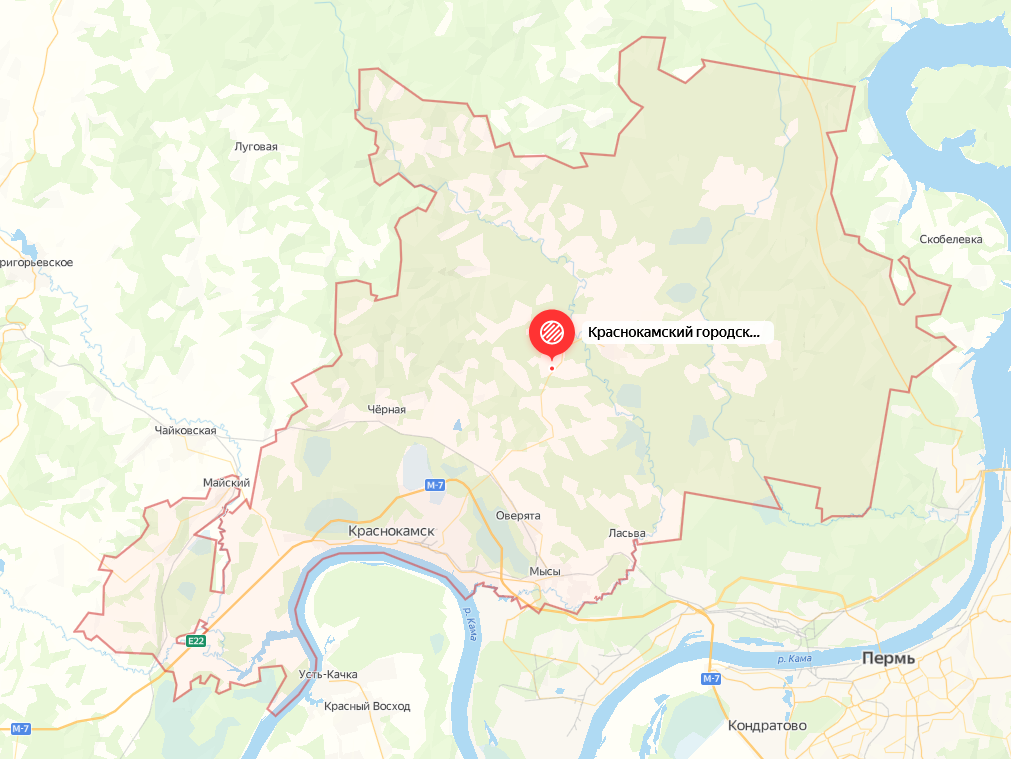 Луговая
Скобелевка
ригорьевское
Краснокамский городск...
Чёрная
Чайковская
Майский
М-7
Оверята
Краснокамск
Ласьва
Мысы
р. Кама
E22
р. Кама
Пермь
Усть-Качка
М-7
Красный Восход
Кондратово
М-7